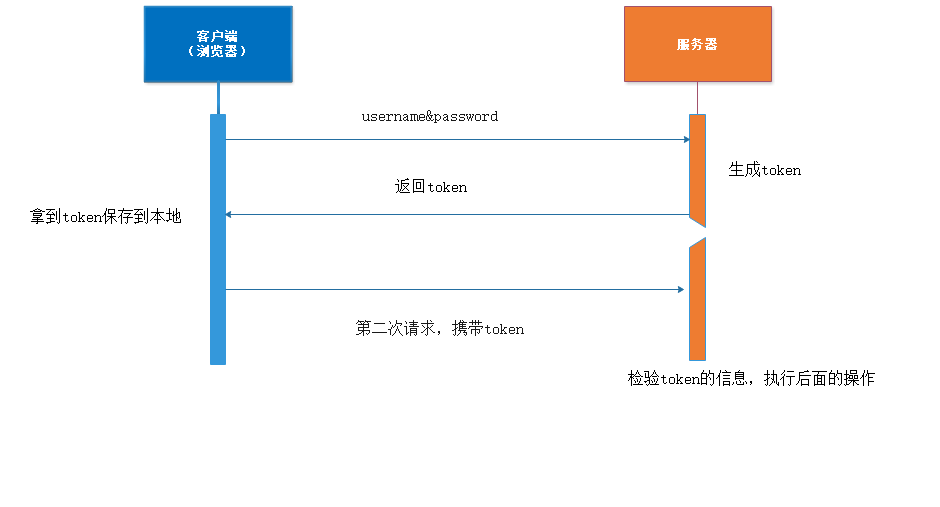 客户端
（浏览器）
服务器
username&password
生成token
返回token
拿到token保存到本地
第二次请求，携带token
检验token的信息，执行后面的操作